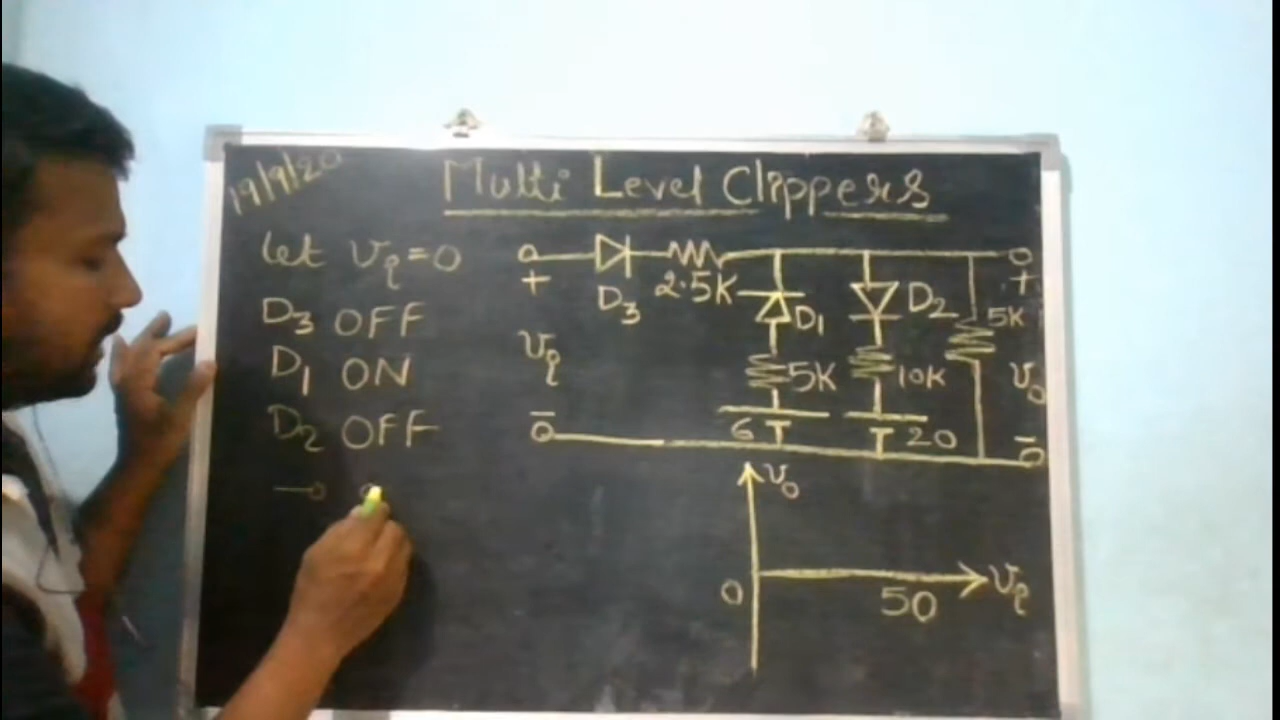 19/9/20
Multi Level Clippers
Let vi=0
D3 OFF
D1 ON
D2 OFF
+
D3
2.5K
D1
D2
5K
+
vi
5K
10K
vo
-
6
20
-
vo
0
50
vi